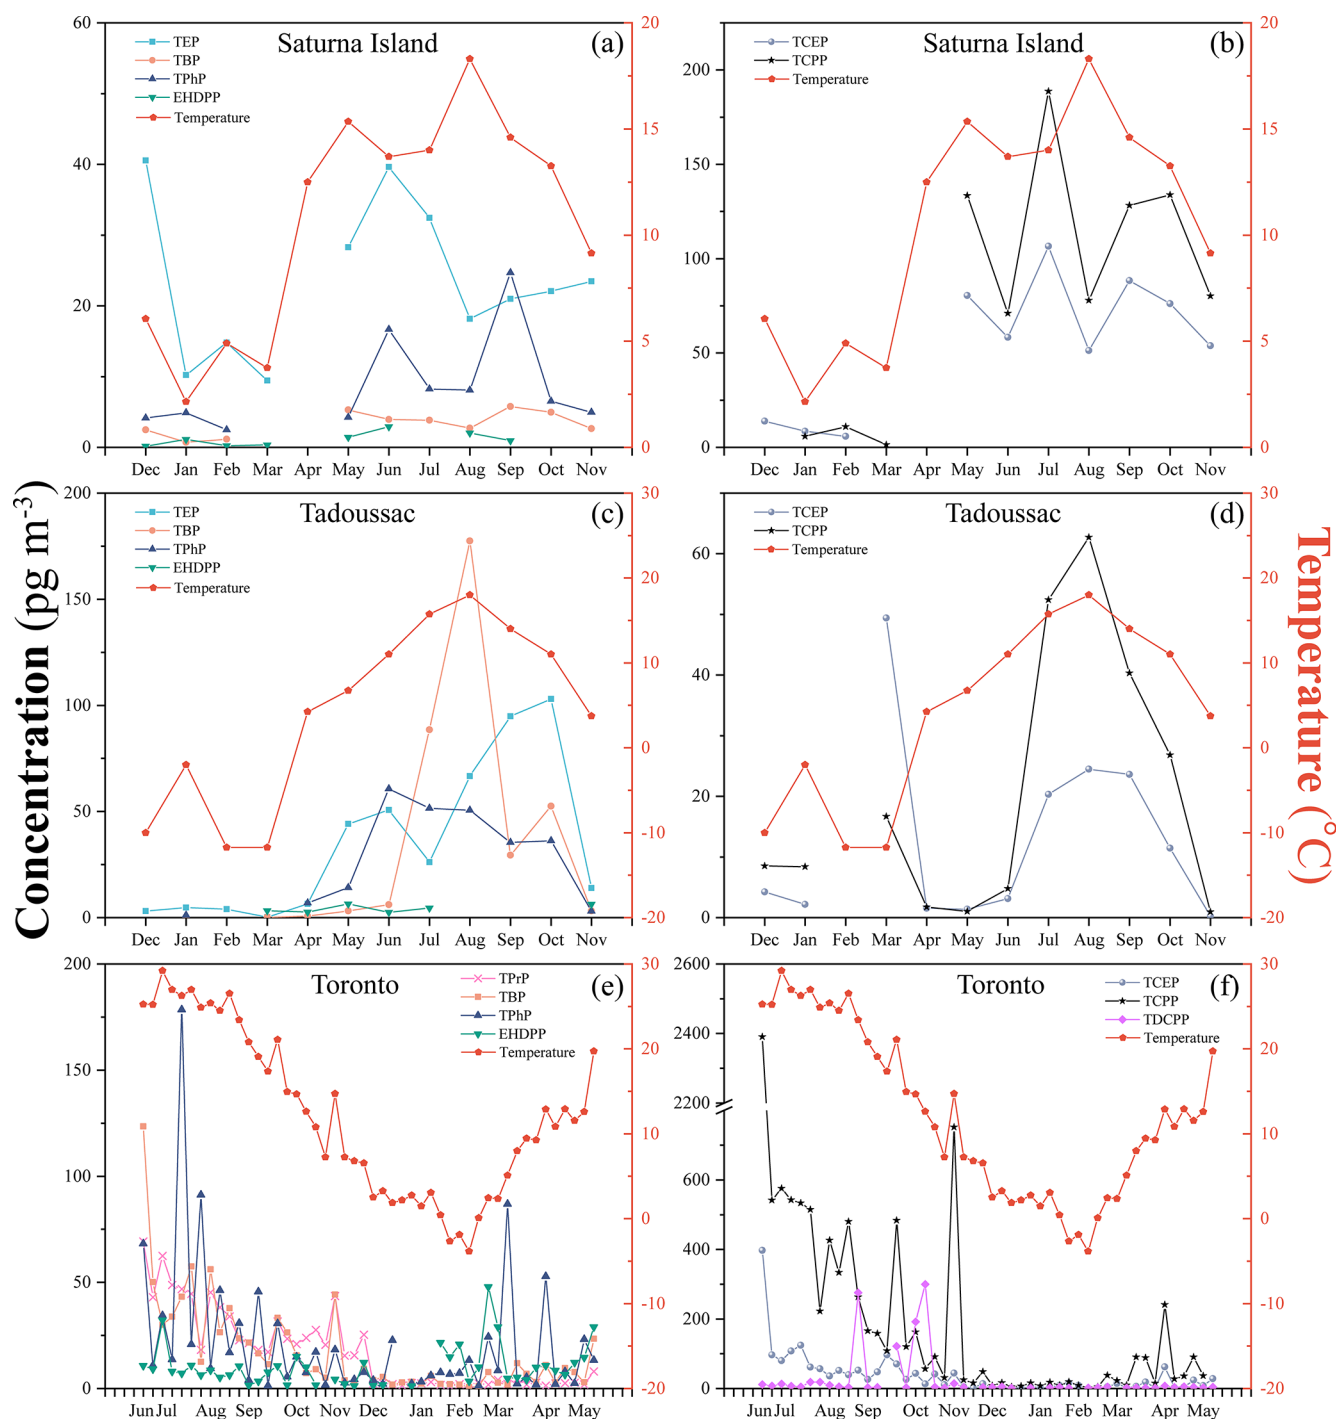 Concentration (pg m-3)
Temperature (°C)
Saturna Island
(a)
TEP
TBP
TPhP
EHDPP
Temperature
60
40
20
0
20
15
10
5
0
Dec Jan Feb Mar Apr May Jun Jul Aug Sep Oct Nov
Saturna Island
(b)
TCEP
TCPP
Temperature
200
150
100
50
0
20
15
10
5
0
Dec Jan Feb Mar Apr May Jun Jul Aug Sep Oct Nov
Tadoussac
(c)
TEP
TBP
TPhP
EHDPP
Temperature
200
150
100
50
0
30
20
10
0
-10
-20
Dec Jan Feb Mar Apr May Jun Jul Aug Sep Oct Nov
Tadoussac
(d)
TCEP
TCPP
Temperature
60
40
20
0
30
20
10
0
-10
-20
Dec Jan Feb Mar Apr May Jun Jul Aug Sep Oct Nov
Toronto
(e)
TPrP
TBP
TPhP
EHDPP
Temperature
200
150
100
50
0
30
20
10
0
-10
-20
Jun Jul Aug Sep Oct Nov Dec Jan Feb Mar Apr May
Toronto
(f)
TCEP
TCPP
TDCPP
Temperature
2600
2400
2200
600
400
200
0
30
20
10
0
-10
-20
Jun Jul Aug Sep Oct Nov Dec Jan Feb Mar Apr May